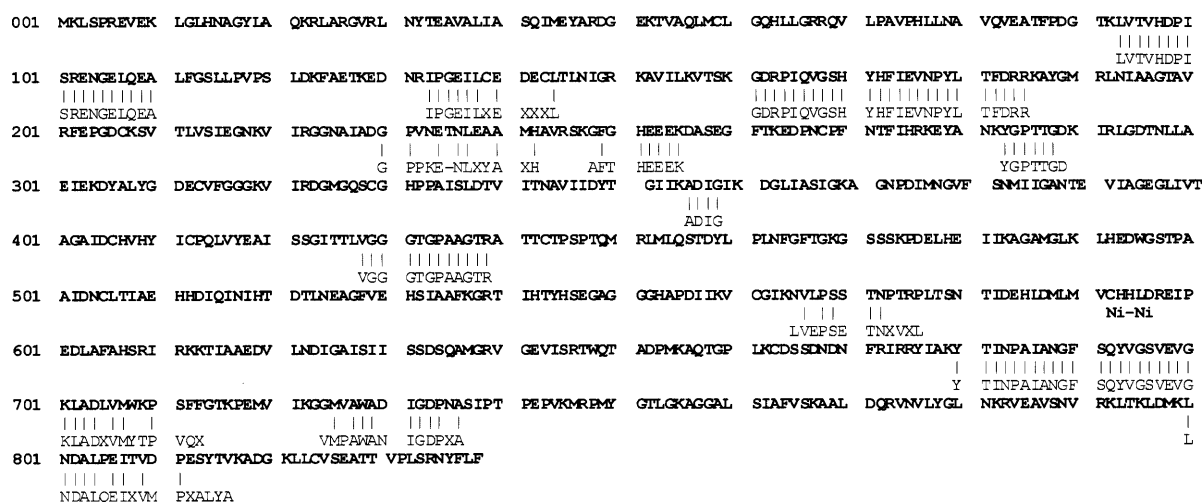 001 MKLSPREVEK LGLHNAGYLA QKRLARGVRL NYTEAVALIA SQIMEYARDG EKTVAQLMCL GQHLLGRRQV LPAVPHLLNA VQVEATFPDG TKLVTVHDPI
LVTVHDPI
101 SRENGELQEA LFGSLLPVPS LDKFAETKED NRIPGEILCE DECLTLNIGR KAVILKVTSK GDRPIQVGSH YHFIEVNPYL TFDRRKAYGM RLNIAAGTAV
SRENGELQEA IPGEILXE XXXL GDRPIQVGSH YHFIEVNPYL TFDRR
201 RFEPGDCKSV TLVSIEGNKV IRGGNAIADG PVNETNLEAA MHAVRSKGFG HEEEKDASEG FTKEDPNCPF NTFIHRKEYA NKYGPTTGDK IRLGDTNLLA
G PPKE-NLXYA XH AFT HEEEK YGPTTGD
301 EIEKDYALYG DECVFGGGKV IRDGMGQSCG HPPAISLDTV ITNAVIIDYT GIIKADIGIK DGLIASIGKA GNPDIMNGVF SNMIIGANTE VIAGEGLIVT
ADIG
401 AGAIDCHVHY ICPQLVYEAI SSGITTLVGG GTGPAAGTRA TTCTPSPTQM RLMLQSTDYL PLNFGFTGKG SSSKPDELHE IIKAGAMGLK LHEDWGSTPA
VGG GTGPAAGTR
501 AIDNCLTIAE HHDIQINIHT DTLNEAGFVE HSIAAFKGRT IHTYHSEGAG GGHAPDIIKV CGIKNVLPSS TNPTRPLTSN TIDEHLDMLM VCHHLDREIP
LVEPSE TNXVXL Ni-Ni
601 EDLAFAHSRI RKKTIAAEDV LNDIGAISII SSDSQAMGRV GEVISRTWQT ADPMKAQTGP LKCDSSDNDN FRIRRYIAKY TINPAIANGF SQYVGSVEVG
Y TINPAIANGF SQYVGSVEVG
701 KLADLVMWKP SFFGTKPEMV IKGGMVAWAD IGDPNASIPT PEPVKMRPMY GTLGKAGGAL SIAFVSKAAL DQRVNVLYGL NKRVEAVSNV RKLTKLDMKL
KLADXVMYTP VQX VMPAWAN IGDPXA L
801 NDALPEITVD PESYTVKADG KLLCVSEATT VPLSRNYFLF
NDALQEIXVM PXALYA